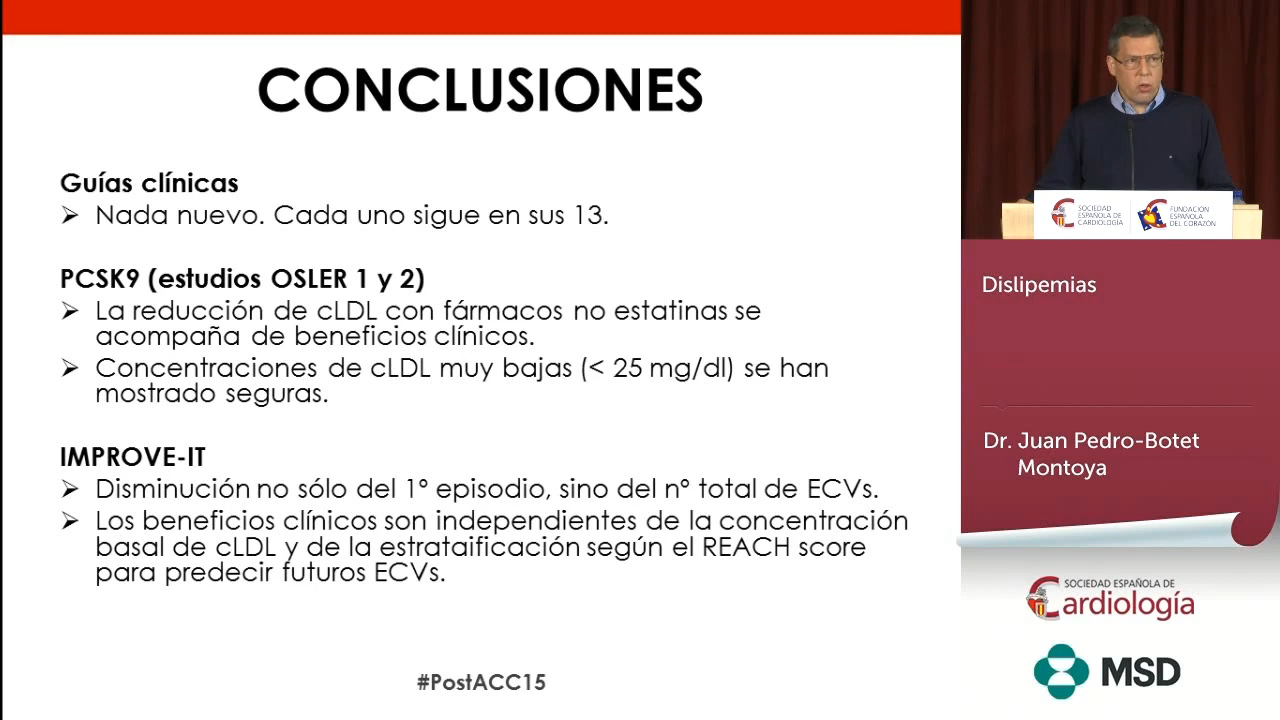 CONCLUSIONES
Guías clínicas
➢ Nada nuevo. Cada uno sigue en sus 13.
PCSK9 (estudios OSLER 1 y 2)
➢ La reducción de cLDL con fármacos no estatinas se
acompaña de beneficios clínicos.
➢ Concentraciones de cLDL muy bajas (< 25 mg/dl) se han
mostrado seguras.
IMPROVE-IT
➢ Disminución no sólo del 1º episodio, sino del nº total de ECVs.
➢ Los beneficios clínicos son independientes de la concentración
basal de cLDL y de la estrataificación según el REACH score
para predecir futuros ECVs.
#PostACC15
SOCIEDAD
ESPAÑOLA DE
CARDIOLOGÍA
FUNDACIÓN
ESPAÑOLA
DEL CORAZÓN
Dislipemias
Dr. Juan Pedro-Botet
Montoya
SOCIEDAD ESPAÑOLA DE
Cardiología
MSD